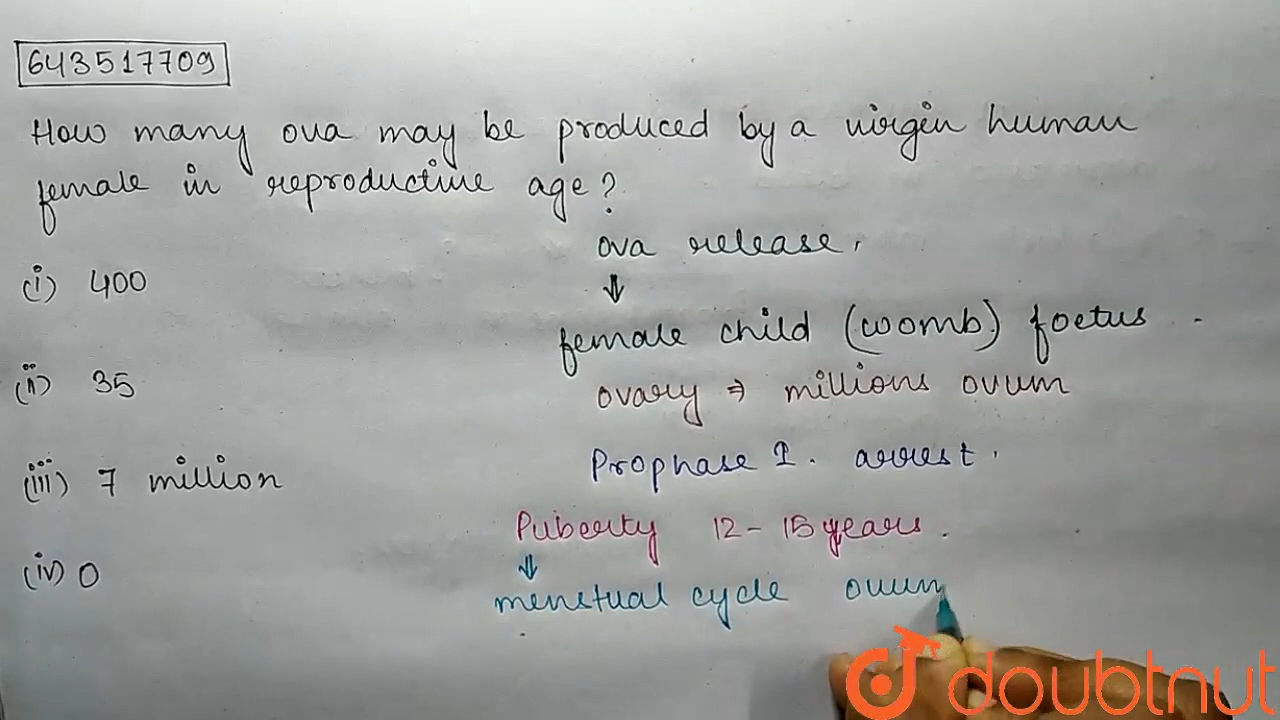 643517709
How many ova may be produced by a virgin human
female in reproductive age?
ova release,
(i) 400
⇓
female child (womb) foetus .
(ii) 35
ovary ⇒ millions ovum
(iii) 7 million
Prophase I. arrest.
Puberty 12-15 years.
(iv) 0
⇓
menstual cycle ovum
doubtnut